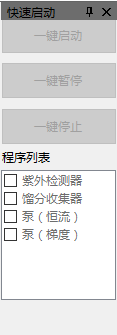 快速启动
一键启动
一键暂停
一键停止
程序列表
紫外检测器
馏分收集器
泵（恒流）
泵（梯度）